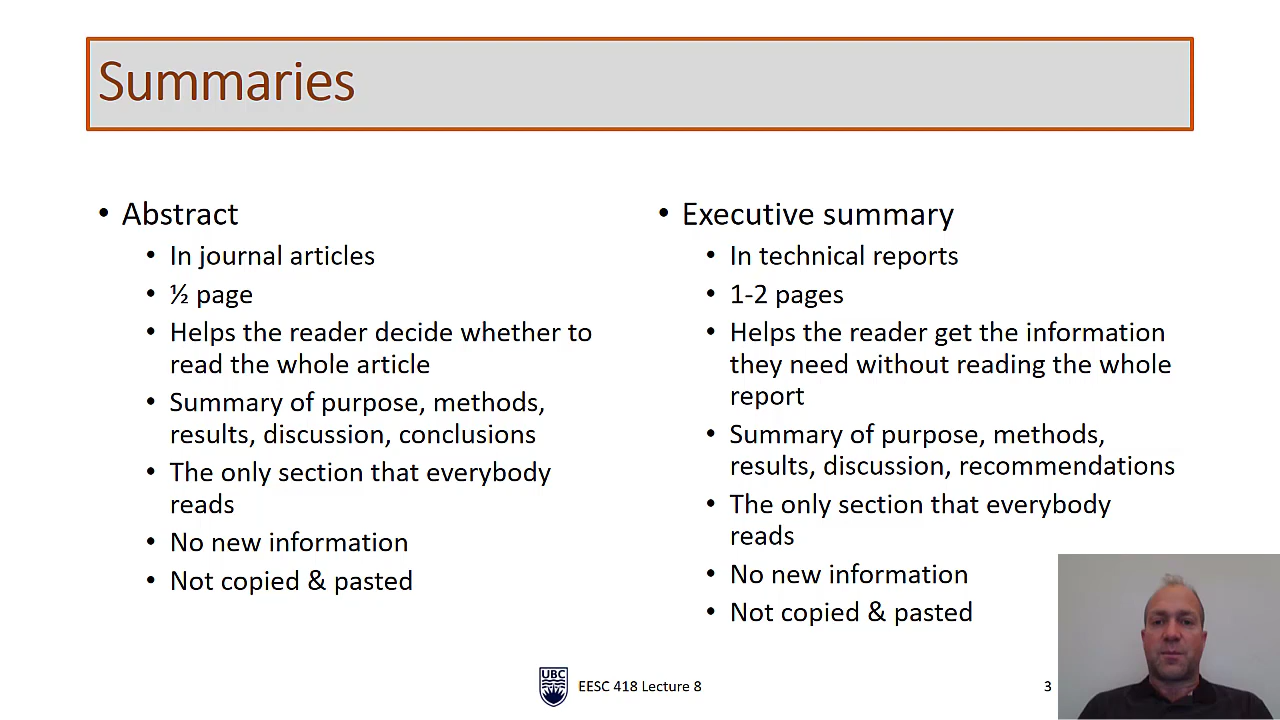 Summaries
• Abstract
• In journal articles
• ½ page
• Helps the reader decide whether to
read the whole article
• Summary of purpose, methods,
results, discussion, conclusions
• The only section that everybody
reads
• No new information
• Not copied & pasted
• Executive summary
• In technical reports
• 1-2 pages
• Helps the reader get the information
they need without reading the whole
report
• Summary of purpose, methods,
results, discussion, recommendations
• The only section that everybody
reads
• No new information
• Not copied & pasted
UBC
EESC 418 Lecture 8
3